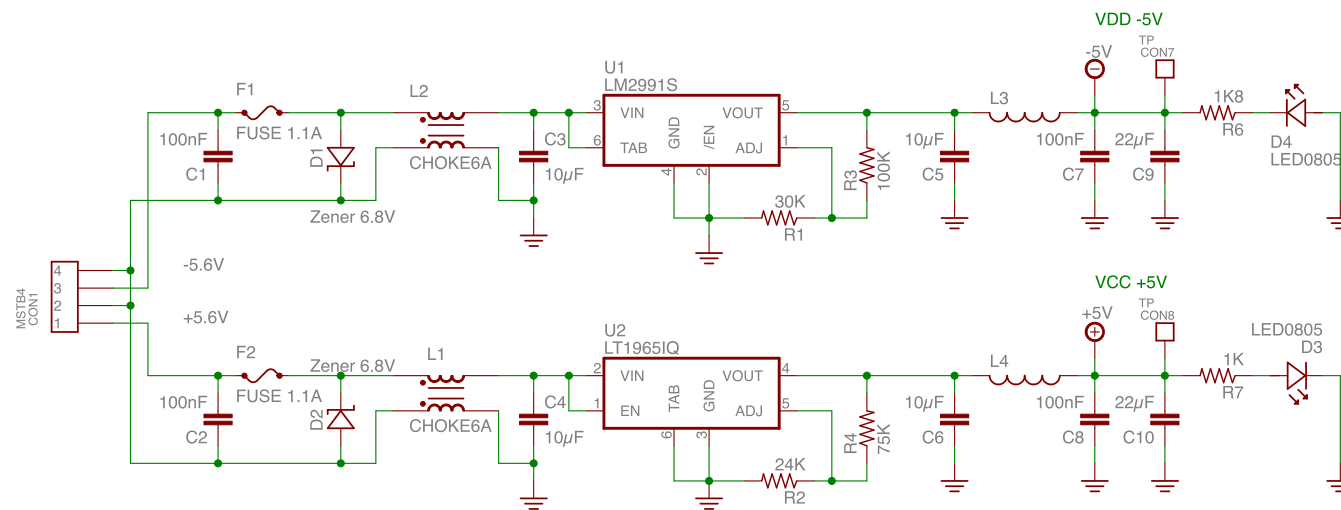 VDD -5V
-5V
TP
CON7
F1
FUSE 1.1A
100nF
C1
D1
Zener 6.8V
L2
CHOKE6A
C3
10µF
U1
LM2991S
3
VIN
VOUT
5
6
TAB
GND
/EN
ADJ
1
4
2
30K
R1
R3
100K
10µF
C5
L3
100nF
C7
22µF
C9
1K8
R6
D4
LED0805
MSTB4
CON1
4
3
2
1
-5.6V
+5.6V
VCC +5V
+5V
TP
CON8
F2
FUSE 1.1A
100nF
C2
Zener 6.8V
D2
L1
CHOKE6A
C4
10µF
U2
LT1965IQ
2
VIN
VOUT
4
1
EN
TAB
GND
ADJ
5
6
3
24K
R2
R4
75K
10µF
C6
L4
100nF
C8
22µF
C10
1K
R7
LED0805
D3